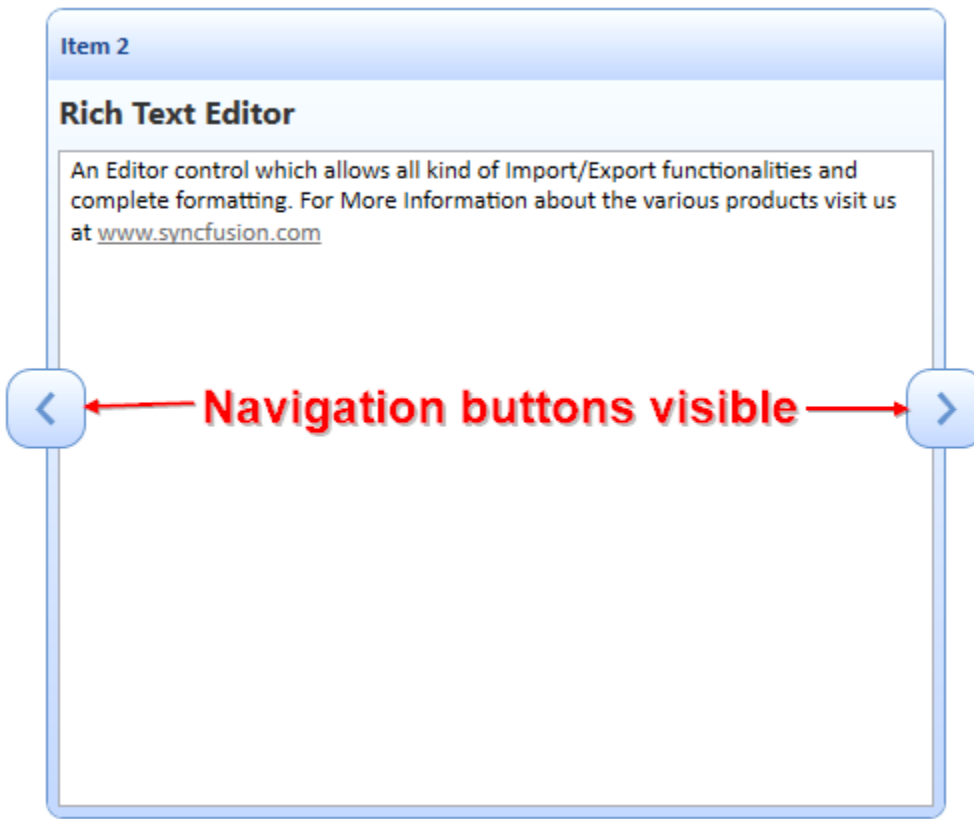 Item 2
Rich Text Editor
An Editor control which allows all kind of Import/Export functionalities and
complete formatting. For More Information about the various products visit us
at www.syncfusion.com
Navigation buttons visible